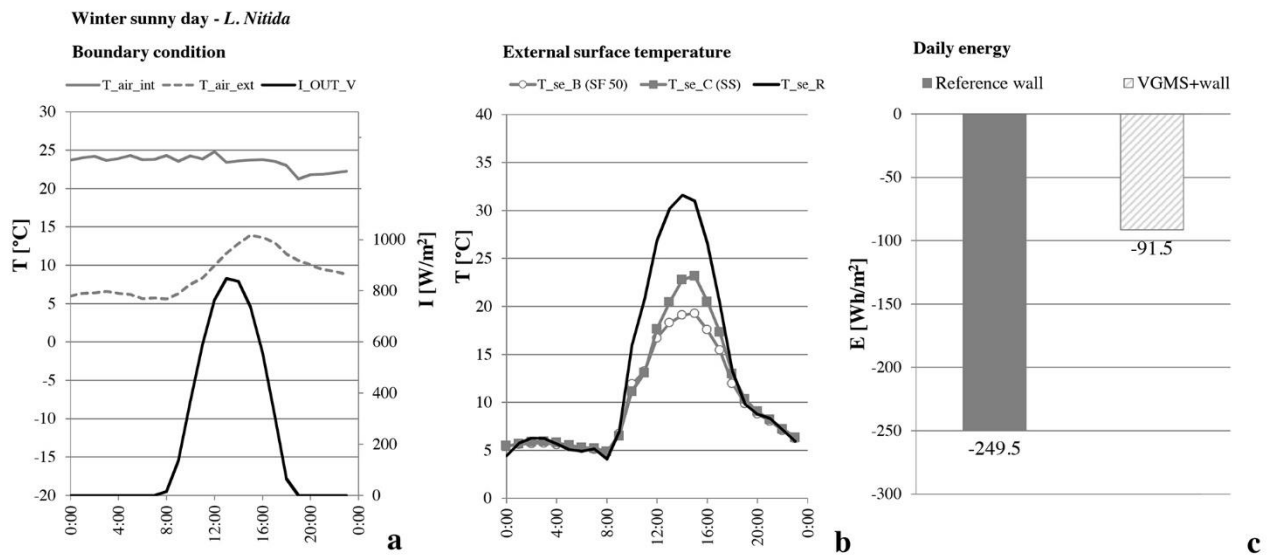 Winter sunny day - L. Nitida
Boundary condition
T_air_int T_air_ext I_OUT_V
T [°C]
30
25
20
15
10
5
0
-5
-10
-15
-20
I [W/m²]
1000
800
600
400
200
0
0:00 4:00 8:00 12:00 16:00 20:00 0:00
a
External surface temperature
T_se_B (SF 50) T_se_C (SS) T_se_R
T [°C]
40
35
30
25
20
15
10
5
0
0:00 4:00 8:00 12:00 16:00 20:00 0:00
b
Daily energy
Reference wall VGMS+wall
E [Wh/m²]
0
-50
-100
-150
-200
-250
-300
-249.5
-91.5
c